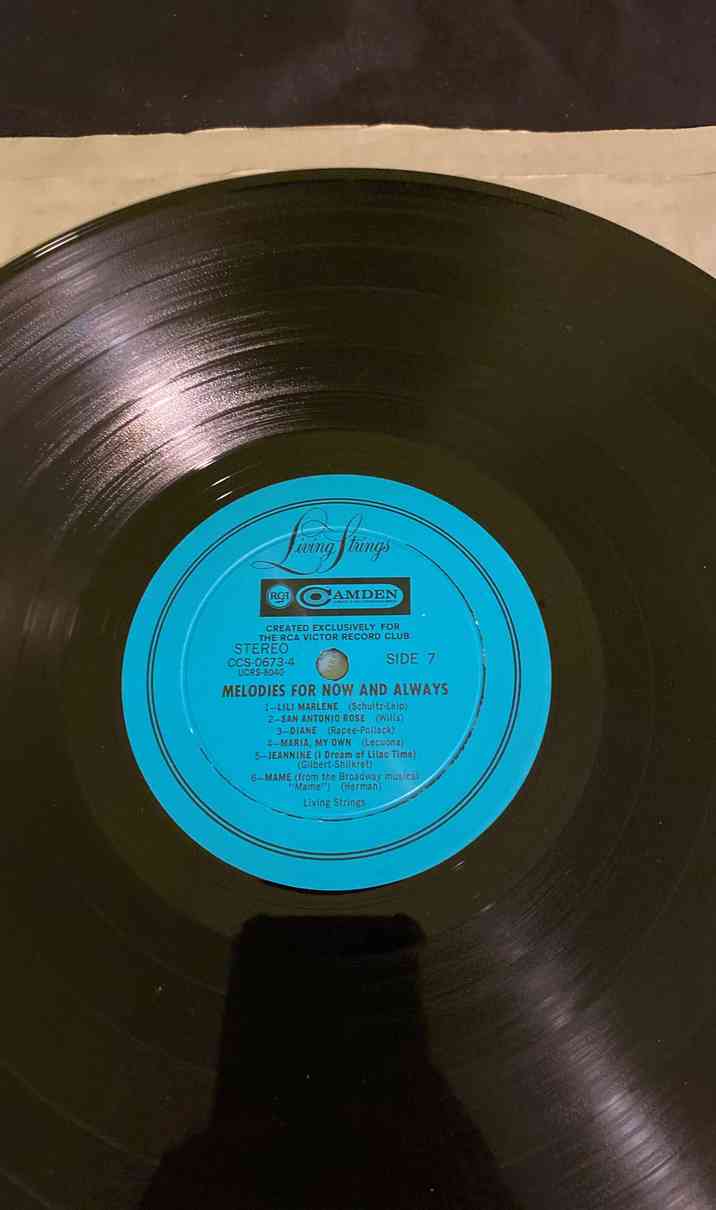 Living Strings
RCA CAMDEN
CREATED EXCLUSIVELY FOR
THE RCA VICTOR RECORD CLUB
STEREO
CCS-0673-4 SIDE 7
UCRS-8040
MELODIES FOR NOW AND ALWAYS
1—LILI MARLENE (Schultz-Leip)
2—SAN ANTONIO ROSE (Wills)
3—DIANE (Rapee-Pollack)
4—MARIA, MY OWN (Lecuona)
5—JEANNINE (I Dream of Lilac Time)
(Gilbert-Shilkret)
6—MAME (from the Broadway musical
"Mame") (Herman)
Living Strings